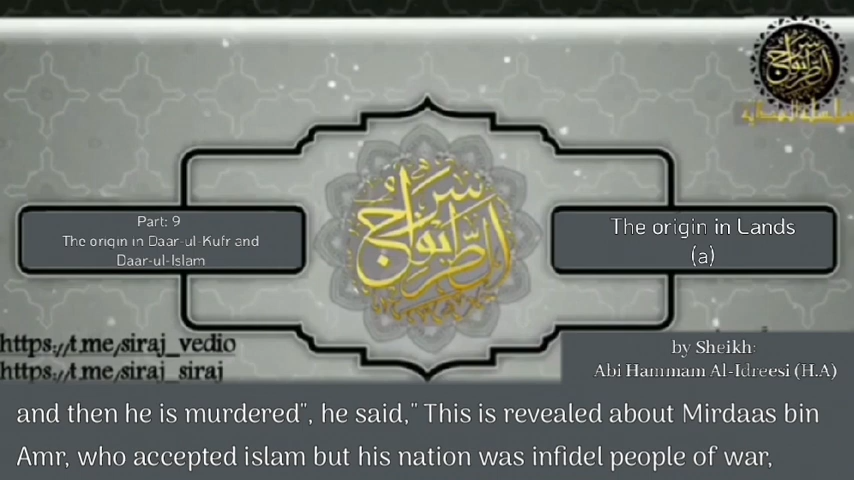 سراج
الطريق
Part: 9
The origin in Daar-ul-Kufr and
Daar-ul-Islam
The origin in Lands
(a)
https://t.me/siraj_vedio
https://t.me/siraj_siraj
by Sheikh:
Abi Hammam Al-Idreesi (H.A)
and then he is murdered", he said," This is revealed about Mirdaas bin
Amr, who accepted islam but his nation was infidel people of war,